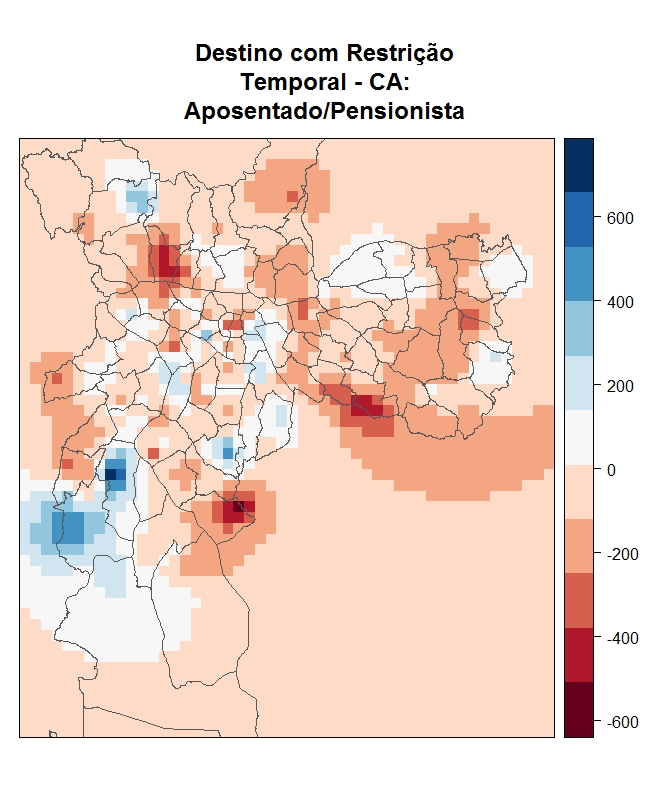 Destino com Restrição
Temporal - CA:
Aposentado/Pensionista
600
400
200
0
-200
-400
-600